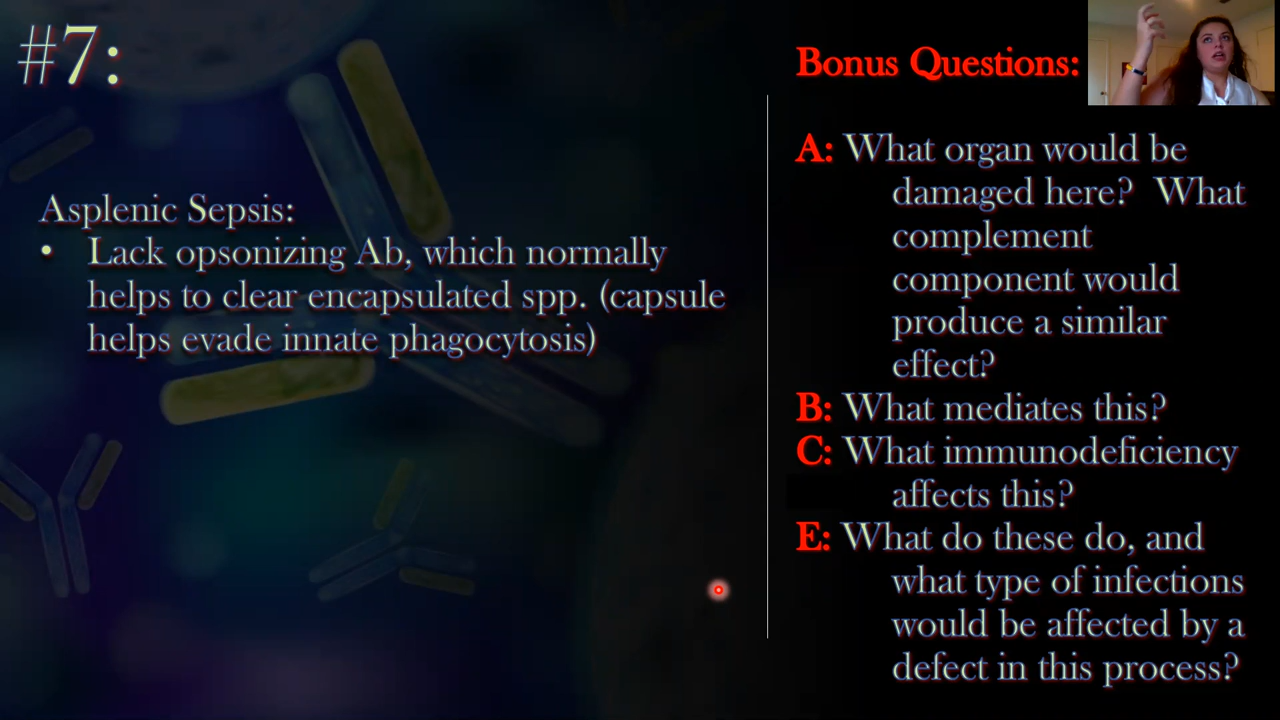 #7:
Asplenic Sepsis:
• Lack opsonizing Ab, which normally
helps to clear encapsulated spp. (capsule
helps evade innate phagocytosis)
Bonus Questions:
A: What organ would be
damaged here?  What
complement
component would
produce a similar
effect?
B: What mediates this?
C: What immunodeficiency
affects this?
E: What do these do, and
what type of infections
would be affected by a
defect in this process?